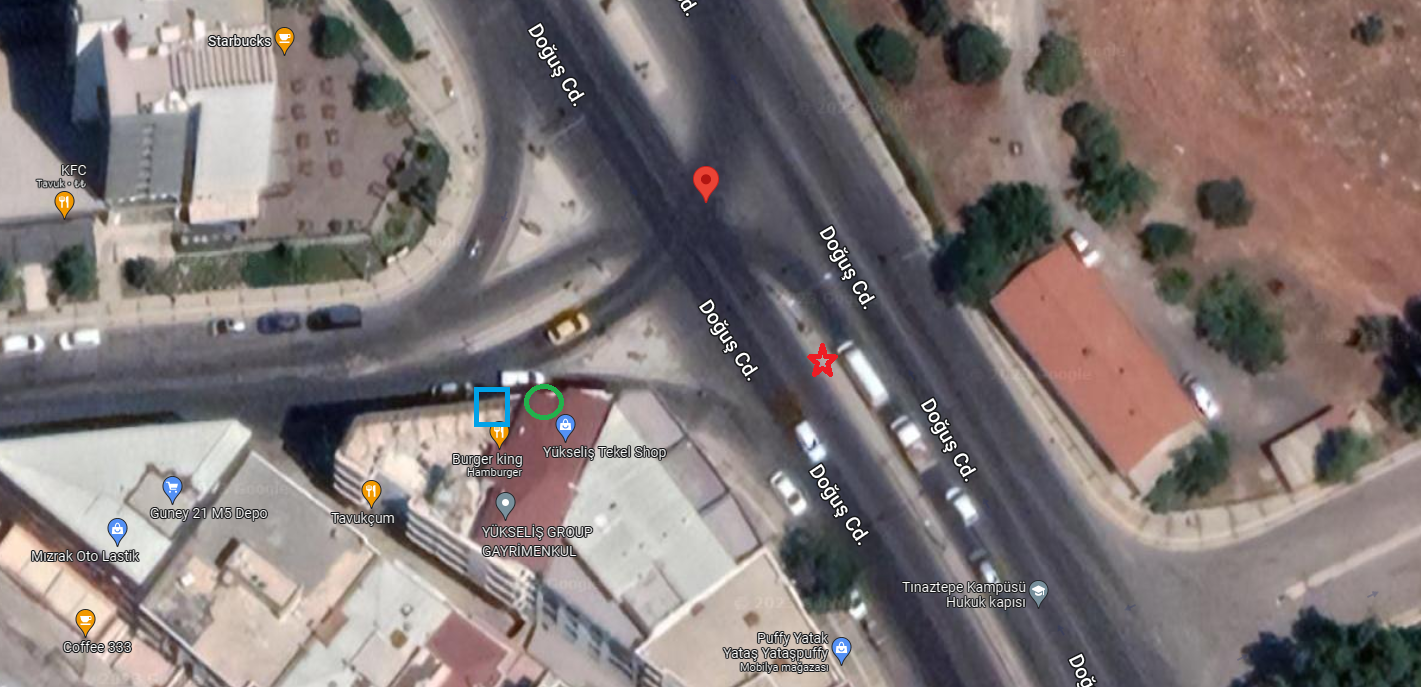 Doğuş Cd.
Starbucks
KFC
Doğuş Cd.
Doğuş Cd.
Burger king
Hamburger
Yükseliş Tekel Shop
Doğuş Cd.
Guney 21 M5 Depo
Tavukçum
YÜKSELİŞ GROUP
GAYRİMENKUL
Doğuş Cd.
Mızrak Oto Lastik
Tınaztepe Kampüsü
Hukuk kapısı
Coffee 333
Puffy Yatak
Yataş Yataşpuffy
Mobilya mağazası